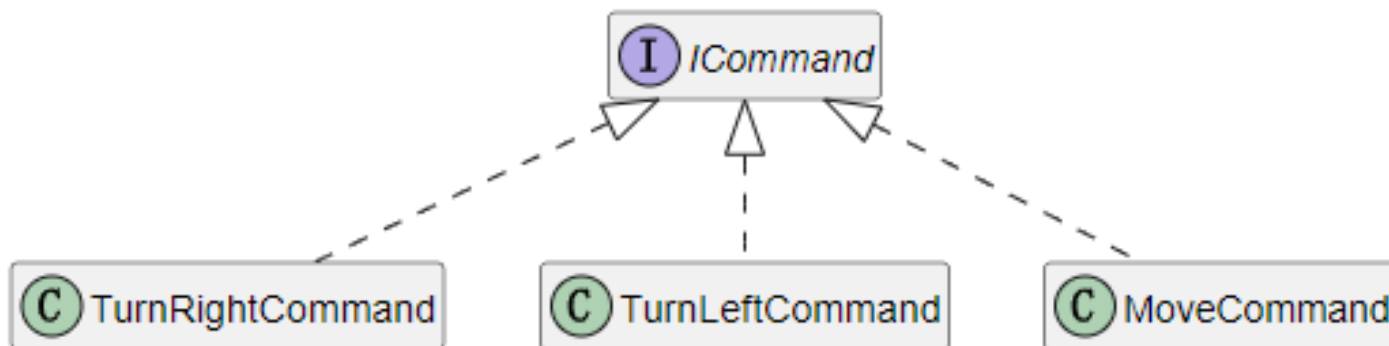 I ICommand
C TurnRightCommand
C TurnLeftCommand
C MoveCommand